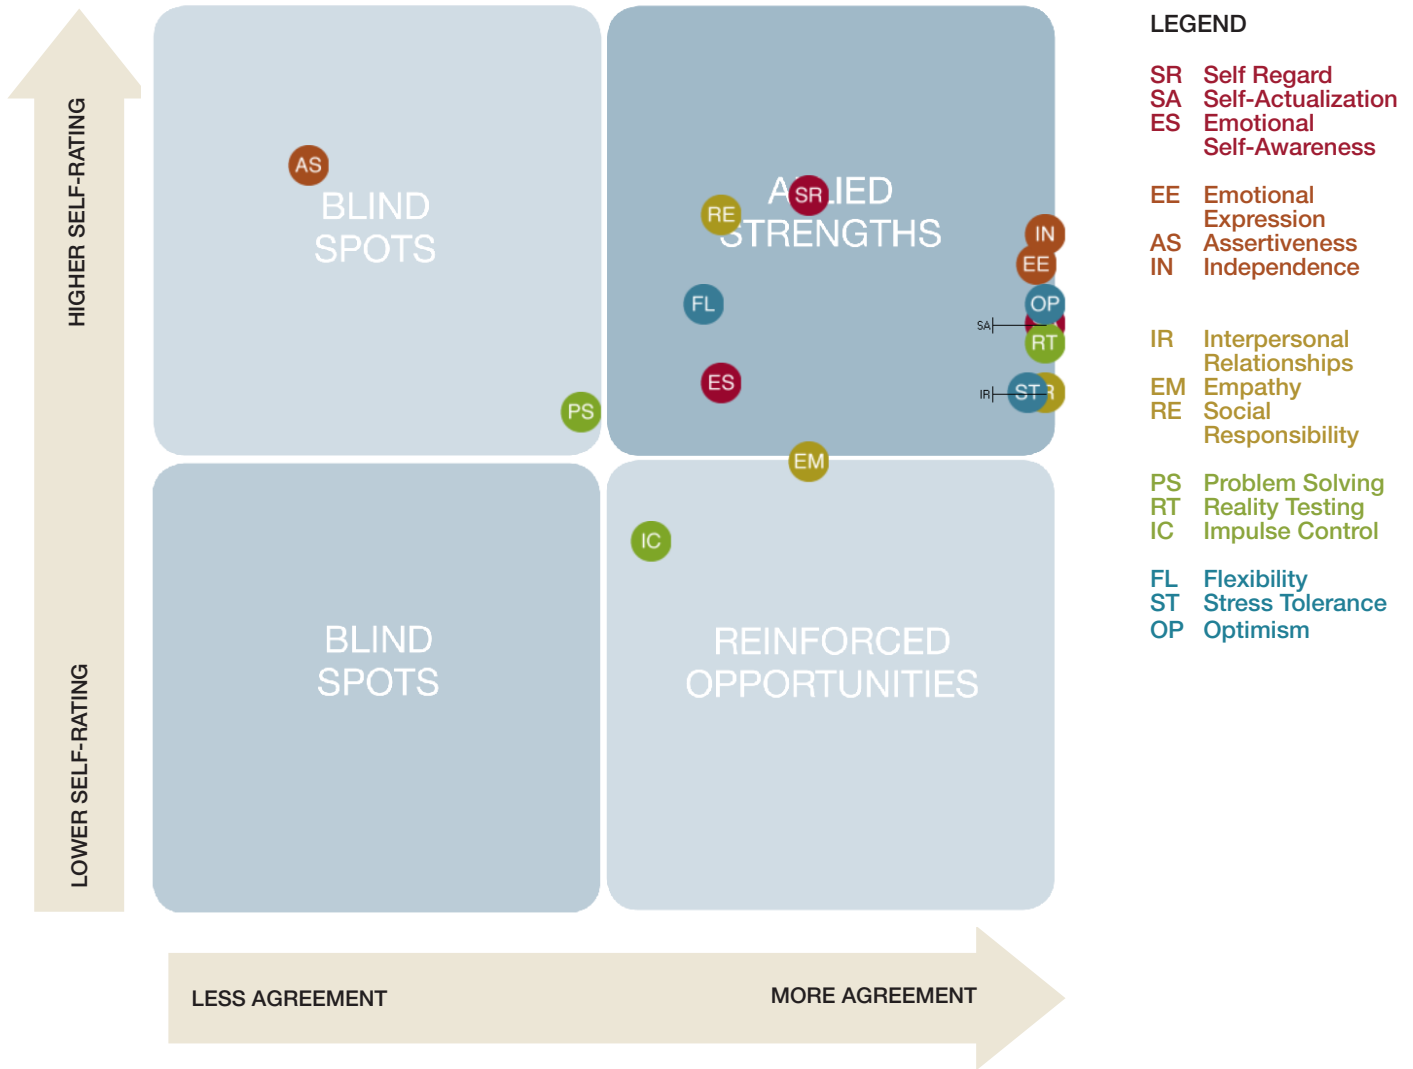 HIGHER SELF-RATING
LOWER SELF-RATING
AS
BLIND
SPOTS
PS
SR
RE
STRENGTHS
IN
EE
FL
OP
SA
RT
ES
IR
ST
EM
IC
BLIND
SPOTS
REINFORCED
OPPORTUNITIES
LESS AGREEMENT
MORE AGREEMENT
LEGEND
SR Self Regard
SA Self-Actualization
ES Emotional
Self-Awareness
EE Emotional
Expression
AS Assertiveness
IN Independence
IR Interpersonal
Relationships
EM Empathy
RE Social
Responsibility
PS Problem Solving
RT Reality Testing
IC Impulse Control
FL Flexibility
ST Stress Tolerance
OP Optimism